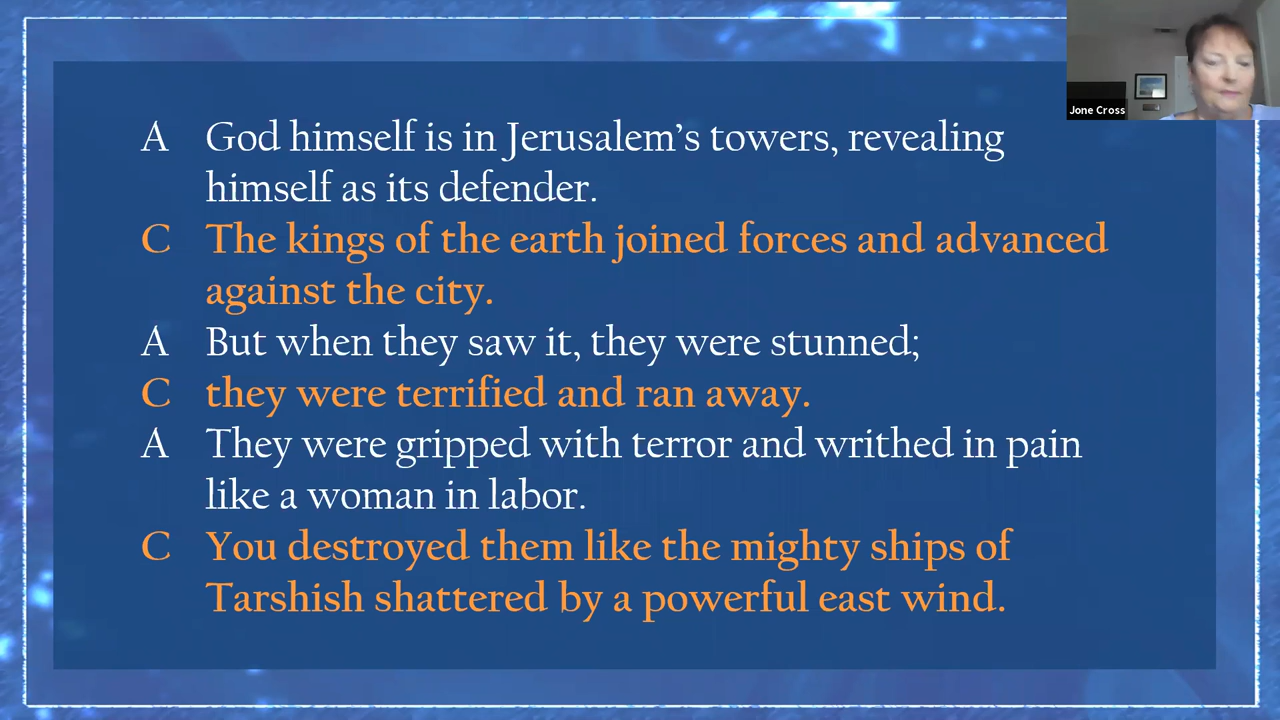 Jone Cross
A God himself is in Jerusalem’s towers, revealing
himself as its defender.
C The kings of the earth joined forces and advanced
against the city.
A But when they saw it, they were stunned;
C they were terrified and ran away.
A They were gripped with terror and writhed in pain
like a woman in labor.
C You destroyed them like the mighty ships of
Tarshish shattered by a powerful east wind.